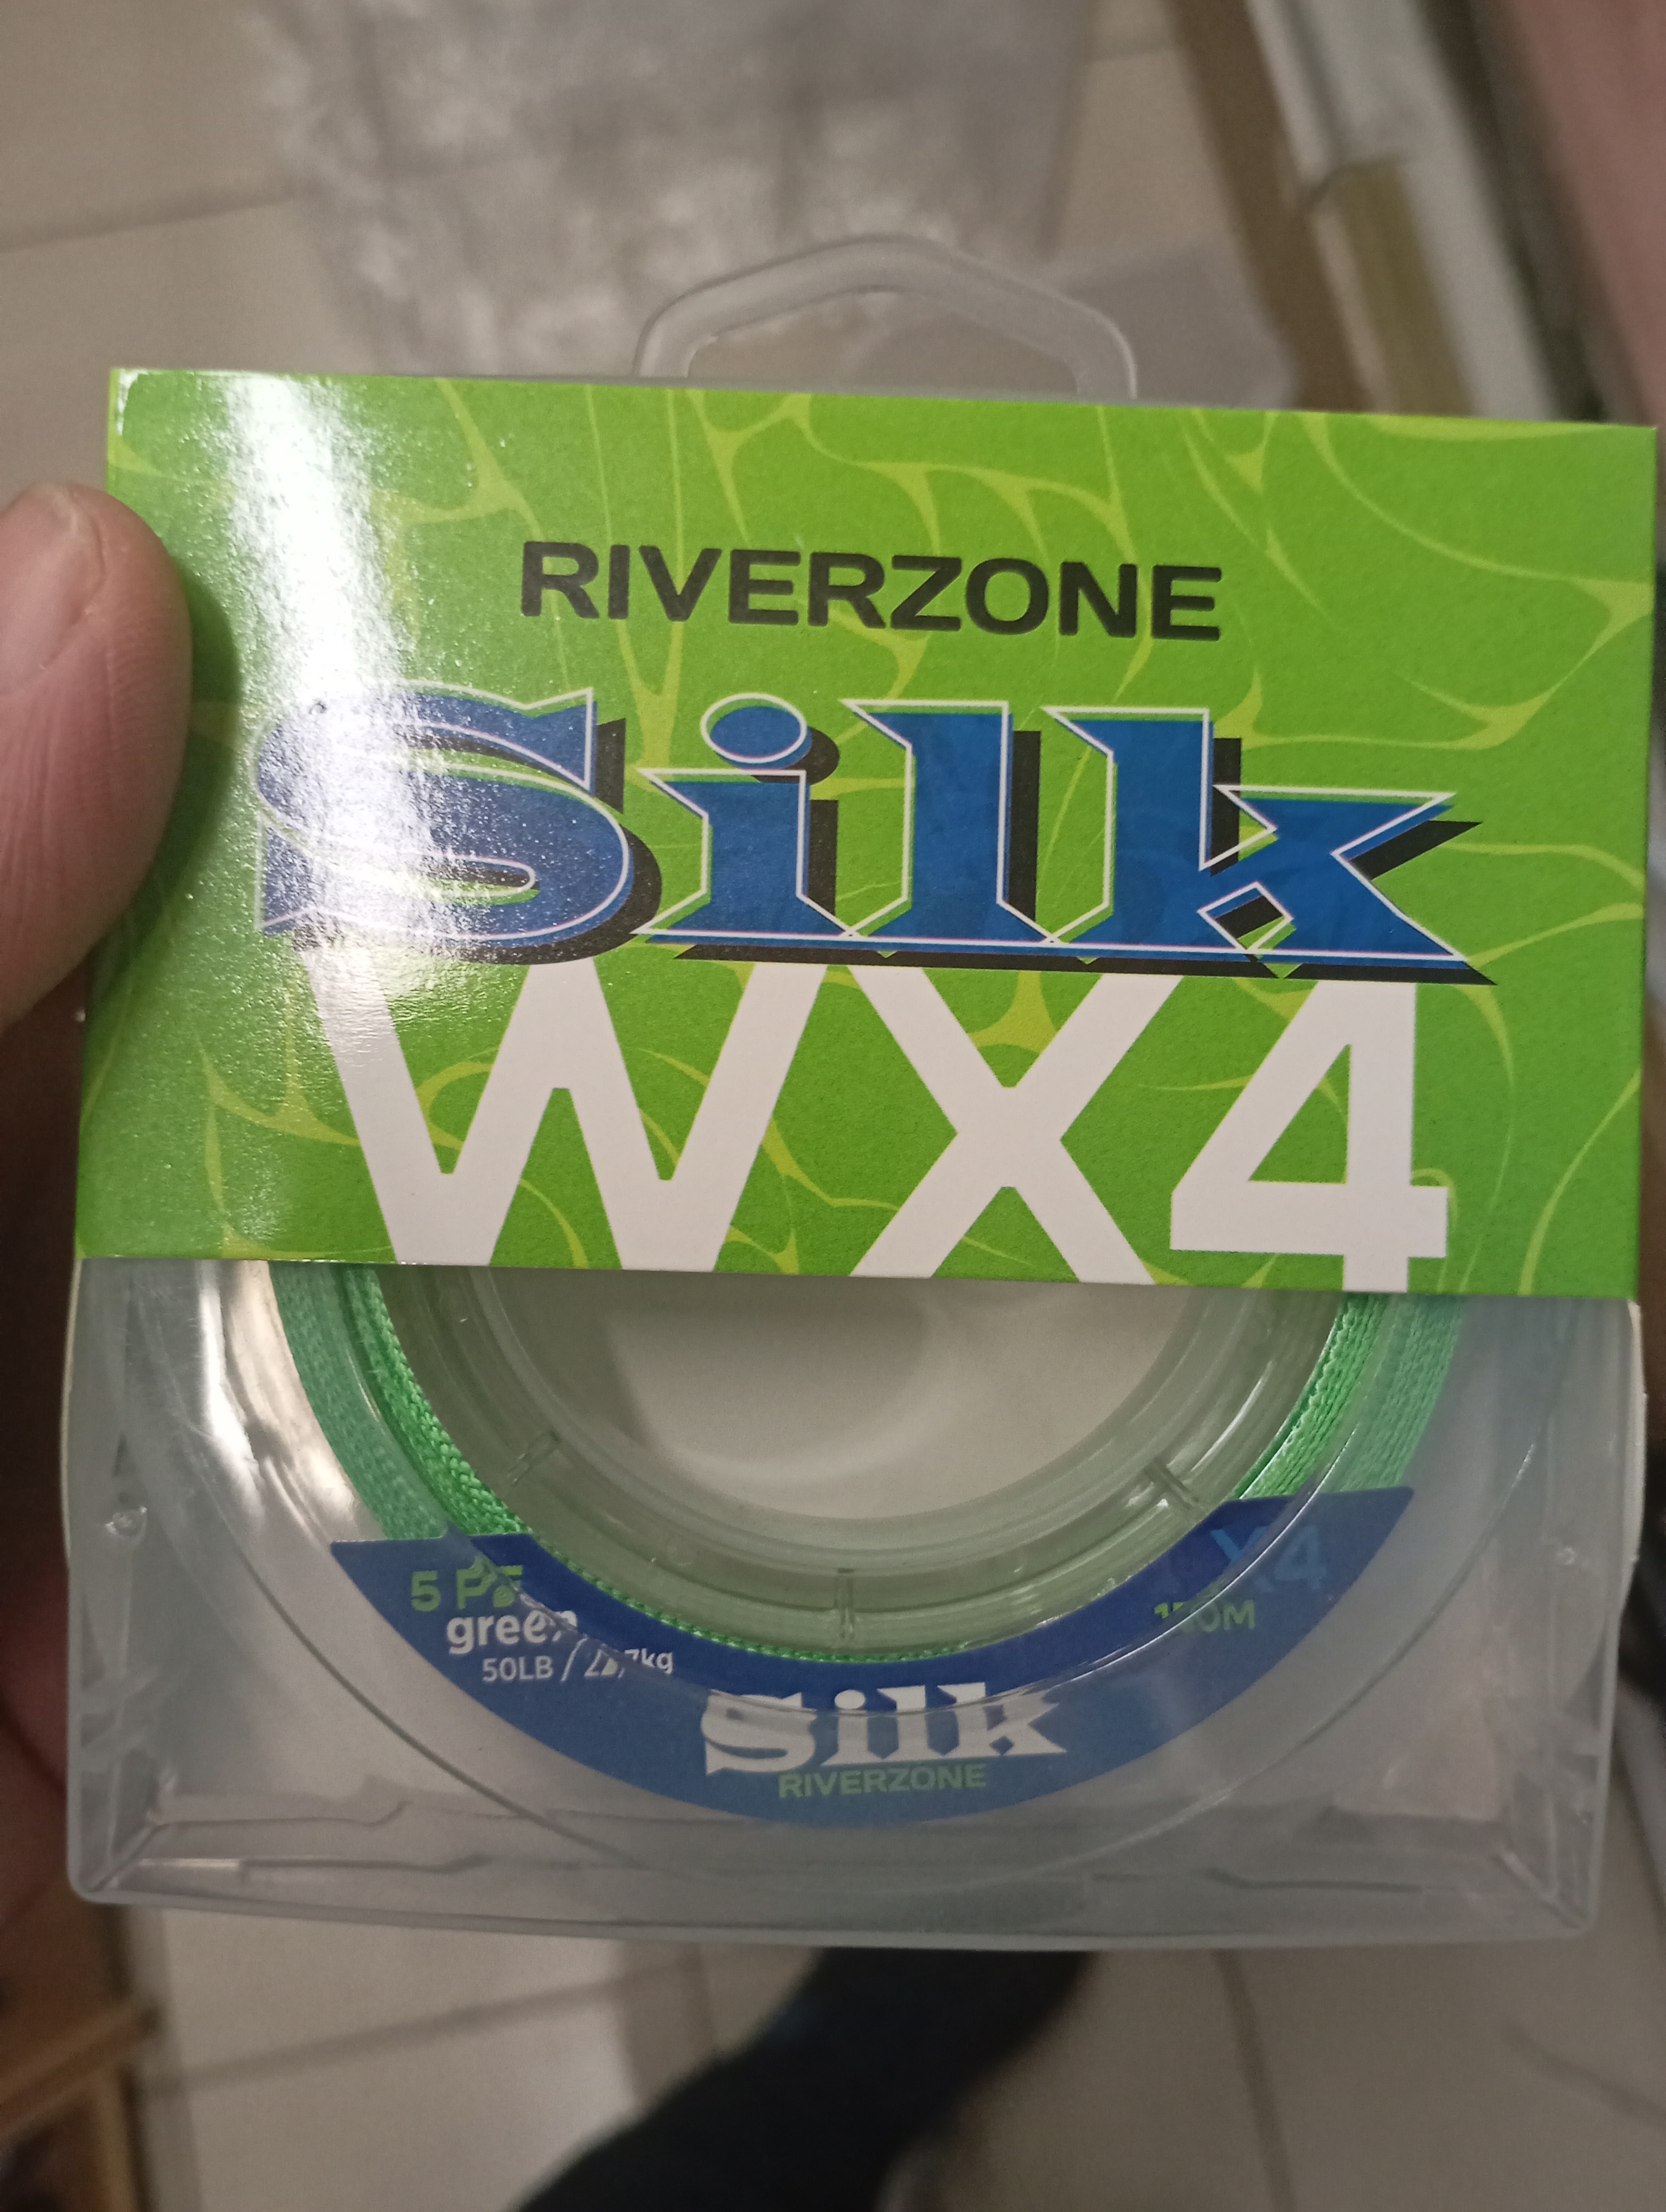 RIVERZONE
Silk
WX4
5 PE
green
50LB /
X4
Silk
RIVERZONE